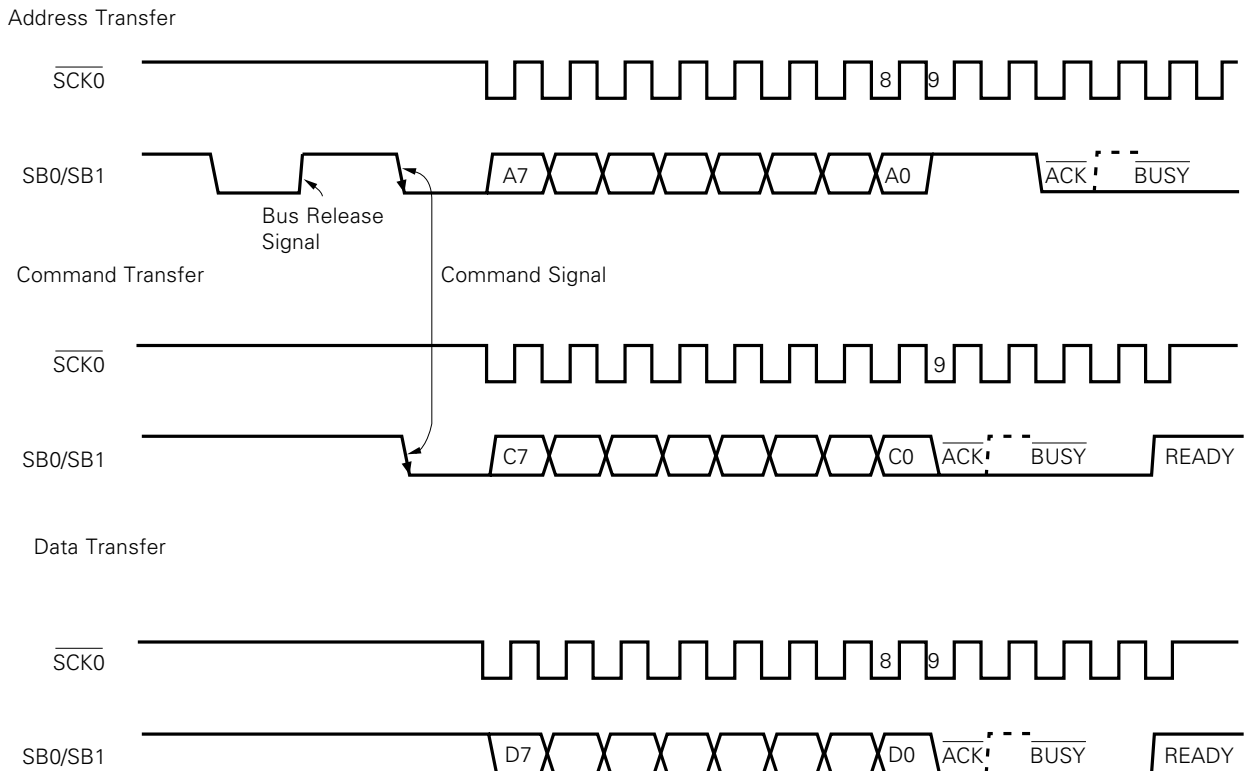 Address Transfer
SCK0
8 9
SB0/SB1
A7 A0 ACK BUSY
Bus Release
Signal
Command Transfer
Command Signal
SCK0
9
SB0/SB1
C7 C0 ACK BUSY READY
Data Transfer
SCK0
8 9
SB0/SB1
D7 D0 ACK BUSY READY